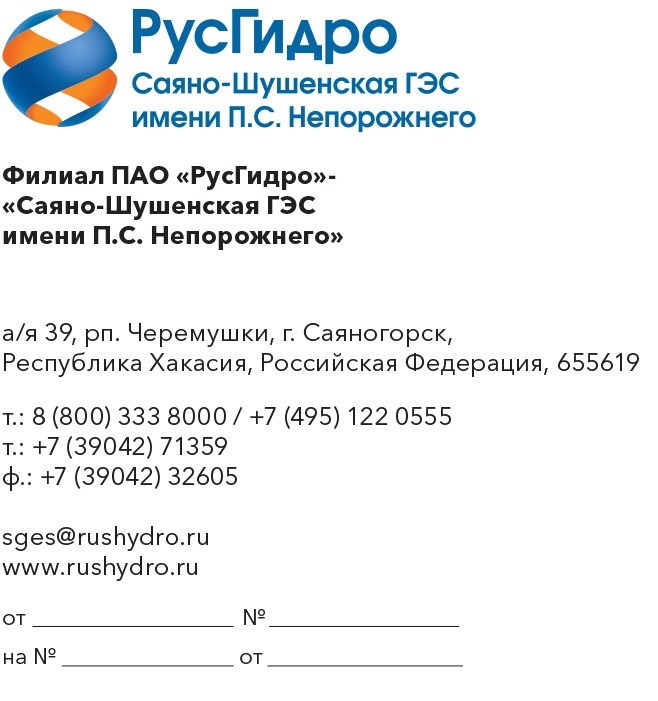 РусГидро
Саяно-Шушенская ГЭС
имени П.С. Непорожнего
Филиал ПАО «РусГидро»-
«Саяно-Шушенская ГЭС
имени П.С. Непорожнего»
а/я 39, рп. Черемушки, г. Саяногорск,
Республика Хакасия, Российская Федерация, 655619
т.: 8 (800) 333 8000 / +7 (495) 122 0555
т.: +7 (39042) 71359
ф.: +7 (39042) 32605
sges@rushydro.ru
www.rushydro.ru
от ________________ № ________________
на № ______________ от ________________